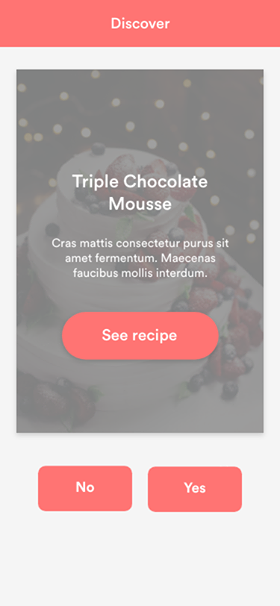 Discover
Triple Chocolate
Mousse
Cras mattis consectetur purus sit
amet fermentum. Maecenas
faucibus mollis interdum.
See recipe
No
Yes